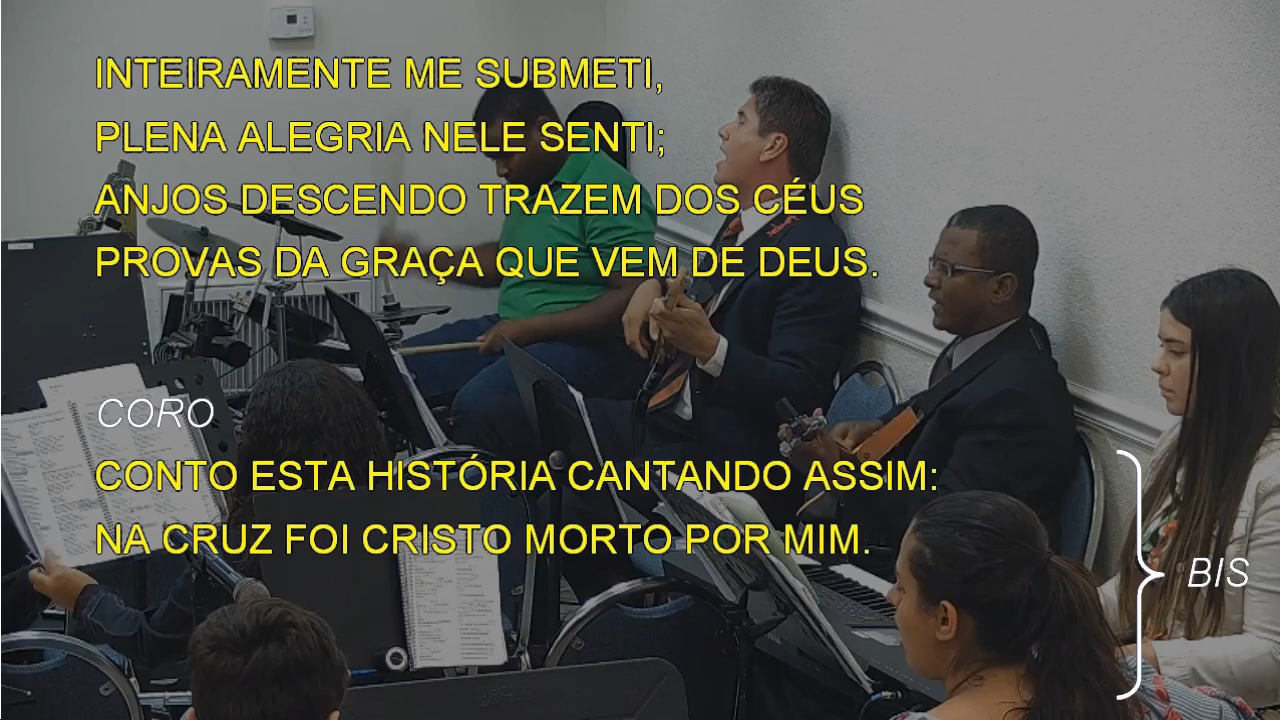 INTEIRAMENTE ME SUBMETI,
PLENA ALEGRIA NELE SENTI;
ANJOS DESCENDO TRAZEM DOS CÉUS
PROVAS DA GRAÇA QUE VEM DE DEUS.
CORO
CONTO ESTA HISTÓRIA CANTANDO ASSIM:
NA CRUZ FOI CRISTO MORTO POR MIM.
BIS